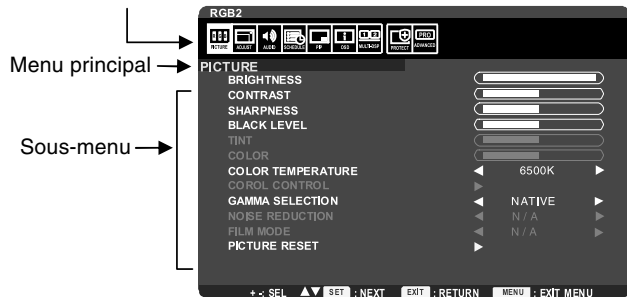 RGB2
PICTURE ADJUST AUDIO SCHEDULE PIP OSD MULTI-DSP PROTECT PRO ADVANCED
Menu principal
PICTURE
BRIGHTNESS
CONTRAST
SHARPNESS
Sous-menu
BLACK LEVEL
TINT
COLOR
COLOR TEMPERATURE 6500K
COROL CONTROL
GAMMA SELECTION NATIVE
NOISE REDUCTION N / A
FILM MODE N / A
PICTURE RESET
+ -: SEL SET : NEXT EXIT : RETURN MENU : EXIT MENU